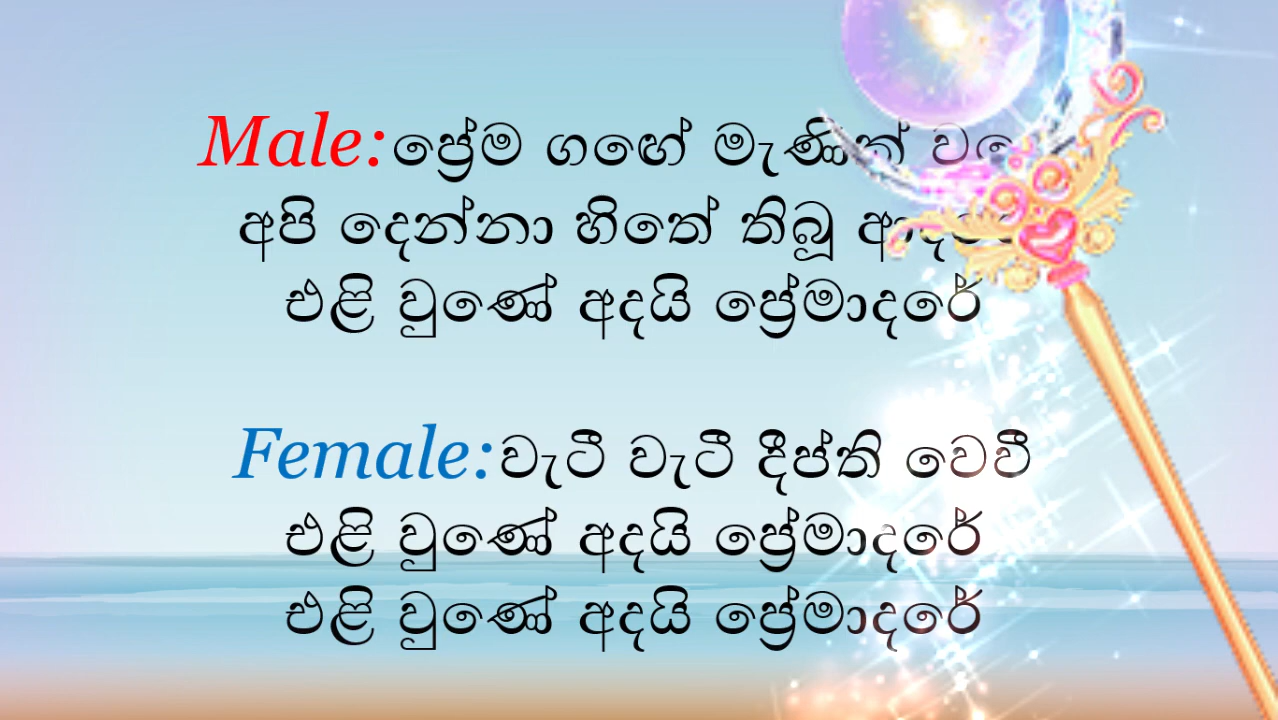 Male: ප්‍රේම ගඟේ මැණික්
අපි දෙන්නා හිතේ තිබූ
එළි වුණේ අදයි ප්‍රේමාදරේ
Female: වැටී වැටී දීප්ති වෙවී
එළි වුණේ අදයි ප්‍රේමාදරේ
එළි වුණේ අදයි ප්‍රේමාදරේ